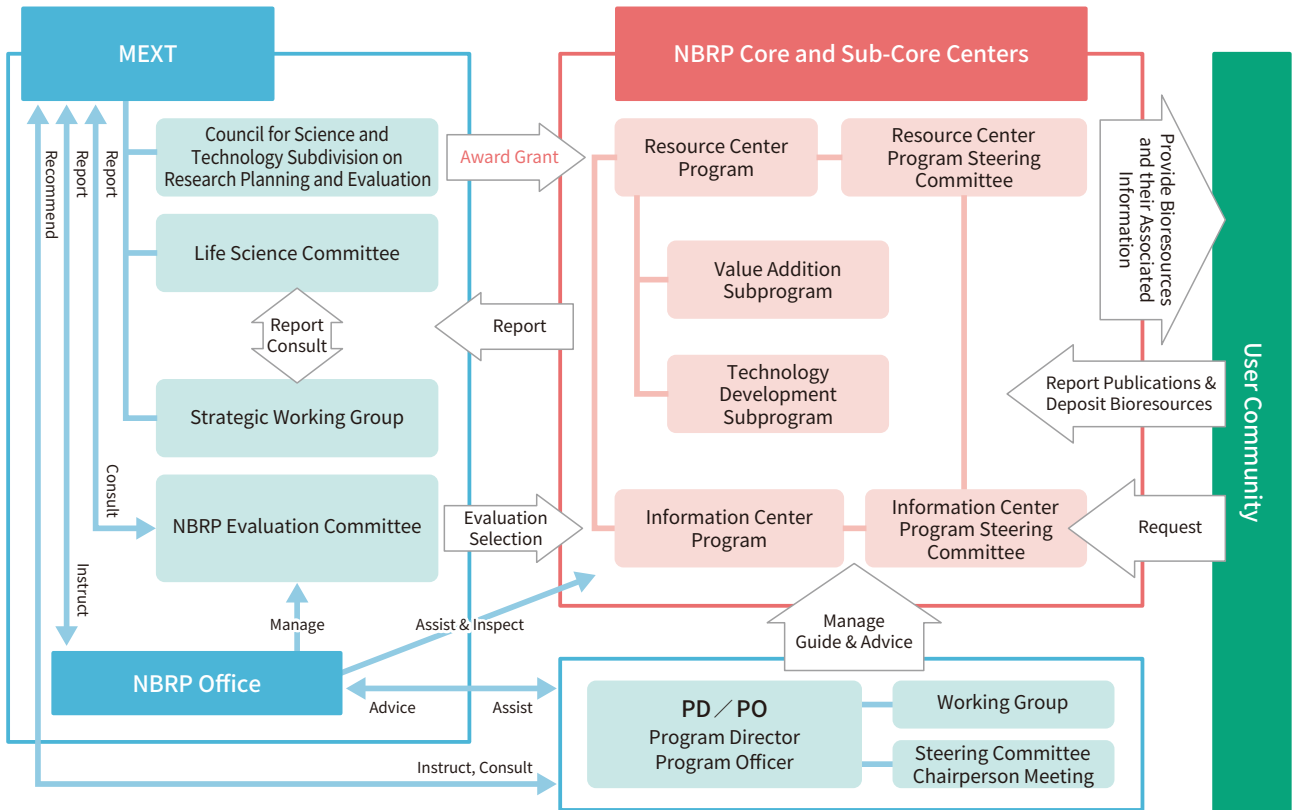 MEXT
Council for Science and
Technology Subdivision on
Research Planning and Evaluation
Life Science Committee
Report
Consult
Strategic Working Group
NBRP Evaluation Committee
Recommend
Report
Report
Consult
Instruct
Manage
NBRP Office
Award Grant
Report
Evaluation
Selection
Assist & Inspect
Advice
Assist
Instruct, Consult
NBRP Core and Sub-Core Centers
Resource Center
Program
Resource Center
Program Steering
Committee
Value Addition
Subprogram
Technology
Development
Subprogram
Information Center
Program
Information Center
Program Steering
Committee
Manage
Guide & Advice
PD／PO
Program Director
Program Officer
Working Group
Steering Committee
Chairperson Meeting
Provide Bioresources
and their Associated
Information
Report Publications &
Deposit Bioresources
Request
User Community